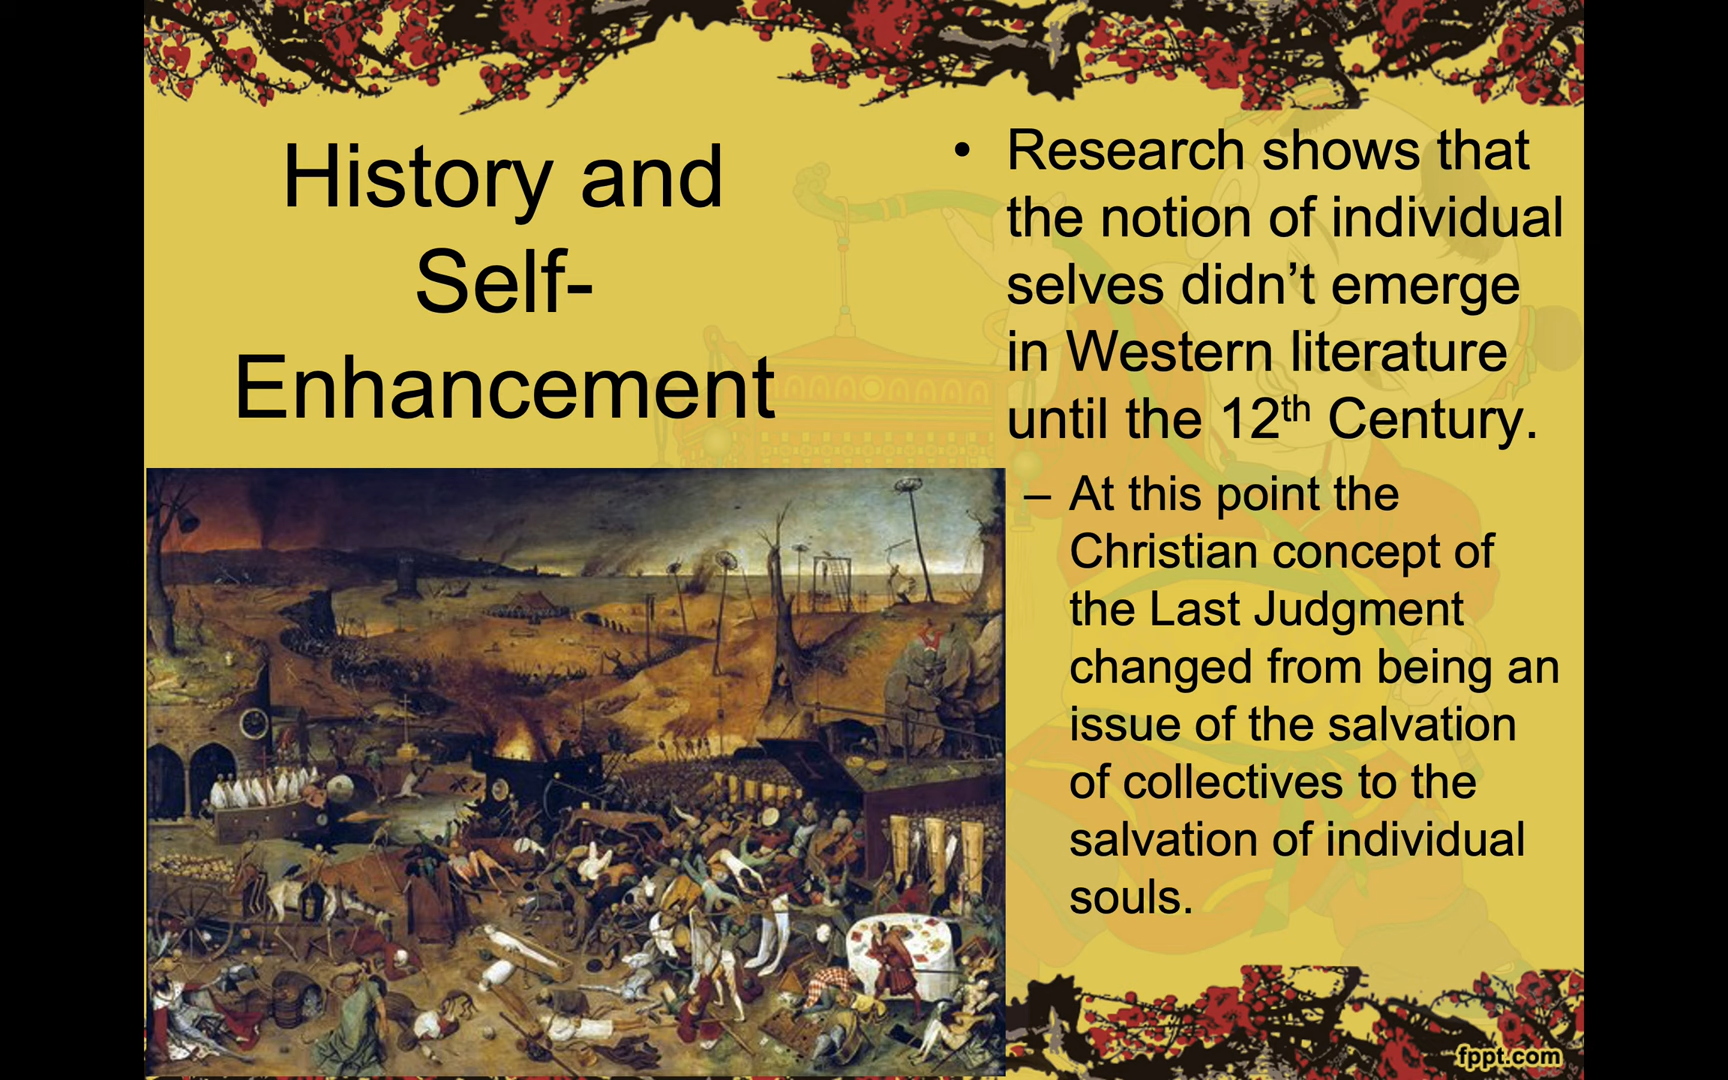 History and
Self-
Enhancement
• Research shows that
the notion of individual
selves didn’t emerge
in Western literature
until the 12th Century.
– At this point the
Christian concept of
the Last Judgment
changed from being an
issue of the salvation
of collectives to the
salvation of individual
souls.
fppt.com